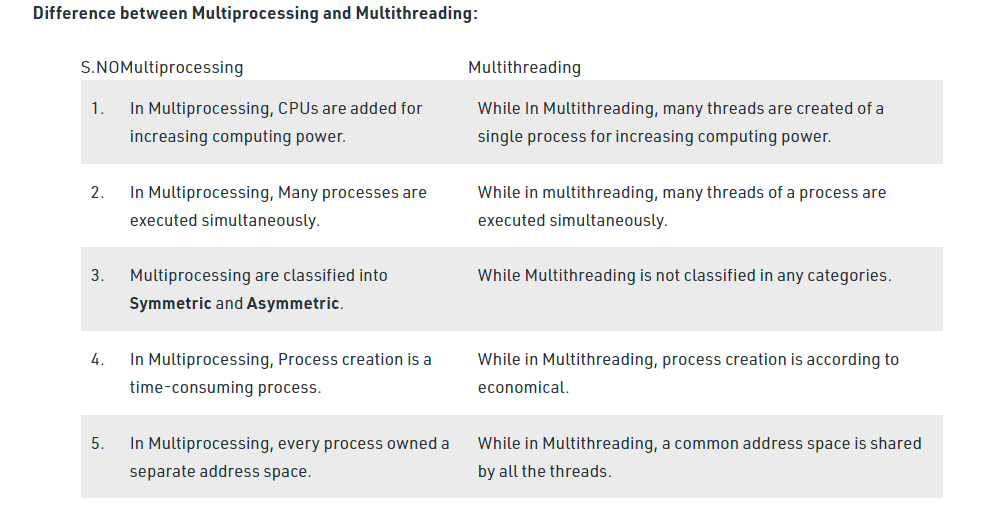 Difference between Multiprocessing and Multithreading:
S.NOMultiprocessing Multithreading
1. In Multiprocessing, CPUs are added for While In Multithreading, many threads are created of a
increasing computing power. single process for increasing computing power.
2. In Multiprocessing, Many processes are While in multithreading, many threads of a process are
executed simultaneously. executed simultaneously.
3. Multiprocessing are classified into While Multithreading is not classified in any categories.
Symmetric and Asymmetric.
4. In Multiprocessing, Process creation is a While in Multithreading, process creation is according to
time-consuming process. economical.
5. In Multiprocessing, every process owned a While in Multithreading, a common address space is shared
separate address space. by all the threads.